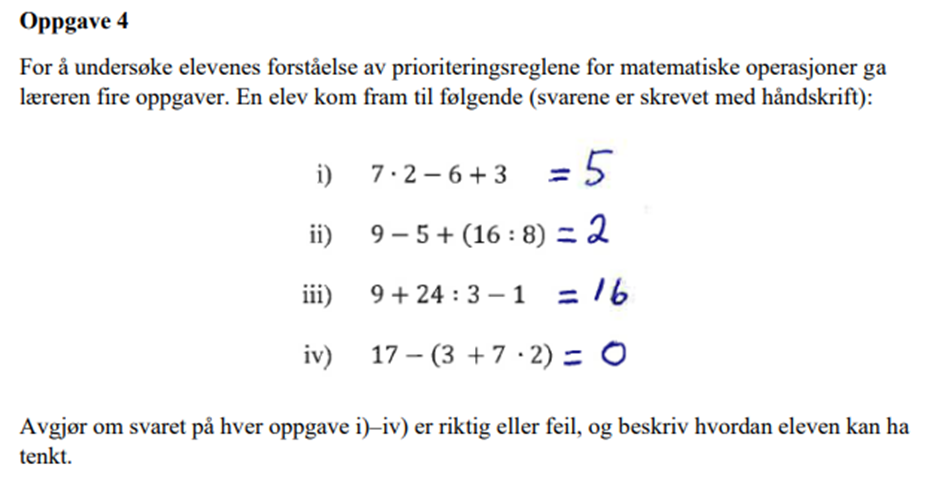 Oppgave 4
For å undersøke elevenes forståelse av prioriteringsreglene for matematiske operasjoner ga
læreren fire oppgaver. En elev kom fram til følgende (svarene er skrevet med håndskrift):
i) 7 · 2 – 6 + 3 = 5
ii) 9 – 5 + (16 : 8) = 2
iii) 9 + 24 : 3 – 1 = 16
iv) 17 – (3 + 7 · 2) = 0
Avgjør om svaret på hver oppgave i)–iv) er riktig eller feil, og beskriv hvordan eleven kan ha
tenkt.